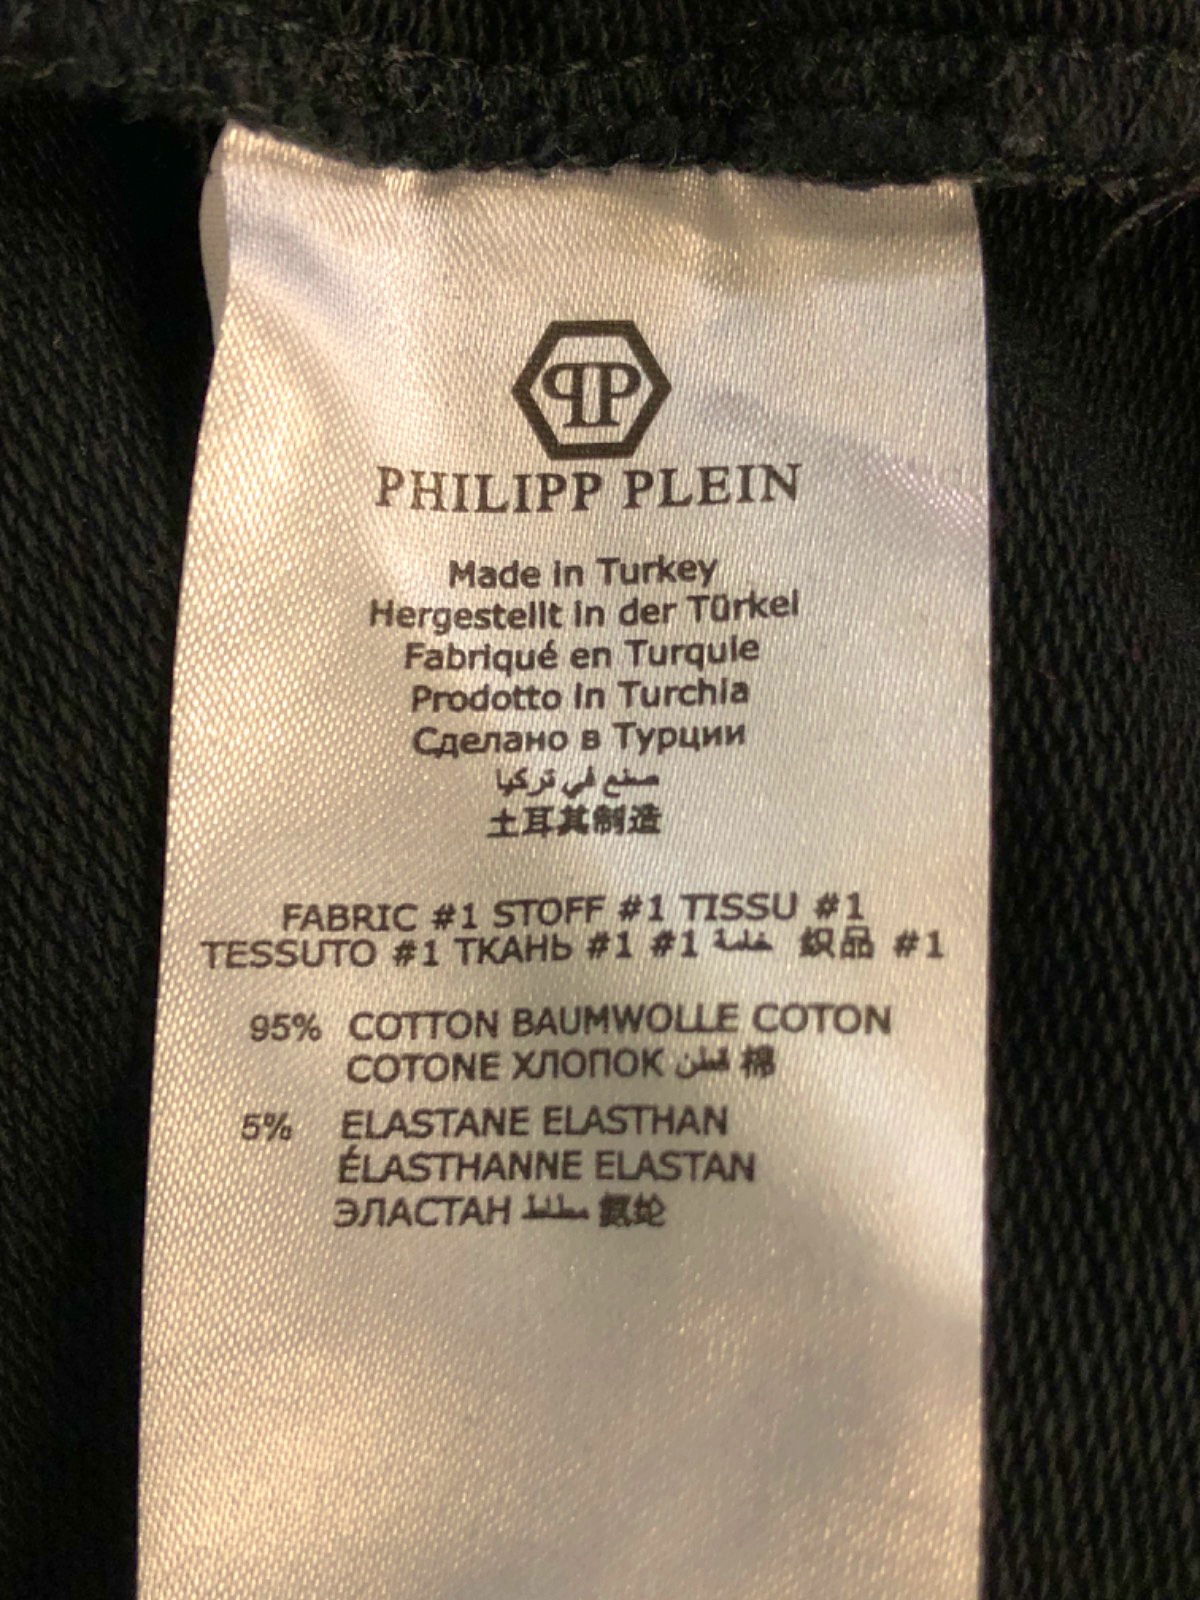 PP
PHILIPP PLEIN
Made in Turkey
Hergestellt in der Türkei
Fabriqué en Turquie
Prodotto in Turchia
Сделано в Турции
صنع في تركيا
土耳其制造
FABRIC #1 STOFF #1 TISSU #1
TESSUTO #1 ТКАНЬ #1 #1 خامة 织品 #1
95% COTTON BAUMWOLLE COTON
COTONE ХЛОПОК قطن 棉
5% ELASTANE ELASTHAN
ÉLASTHANNE ELASTAN
ЭЛАСТАН مطاط 氨纶